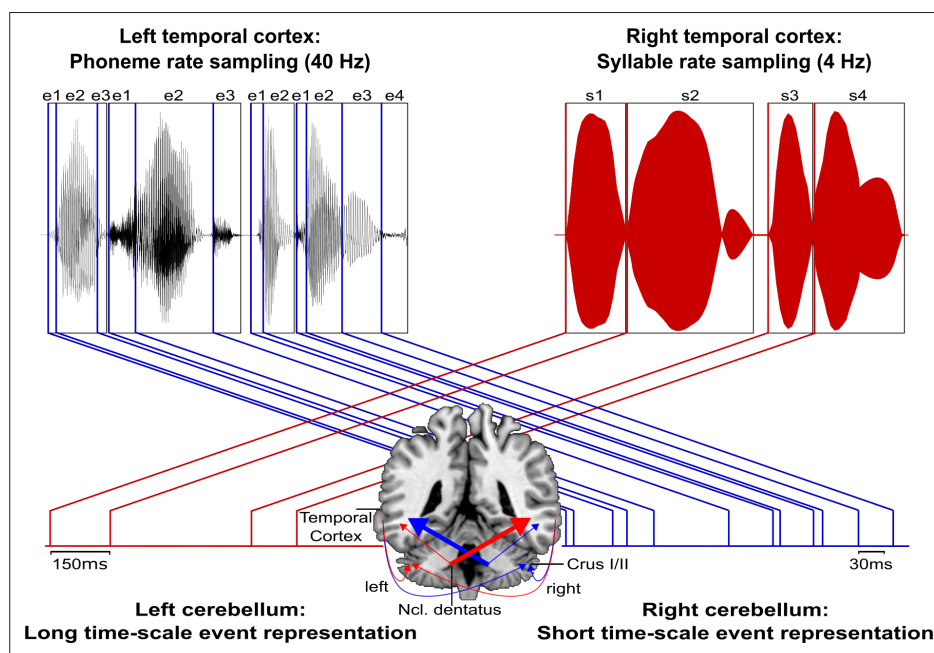 Left temporal cortex:
Phoneme rate sampling (40 Hz)
Right temporal cortex:
Syllable rate sampling (4 Hz)
e1 e2 e3 e1 e2 e3 e1 e2 e1 e2 e3 e4
s1 s2 s3 s4
Temporal
Cortex
150ms
Crus I/II
30ms
left
right
Ncl. dentatus
Left cerebellum:
Long time-scale event representation
Right cerebellum:
Short time-scale event representation